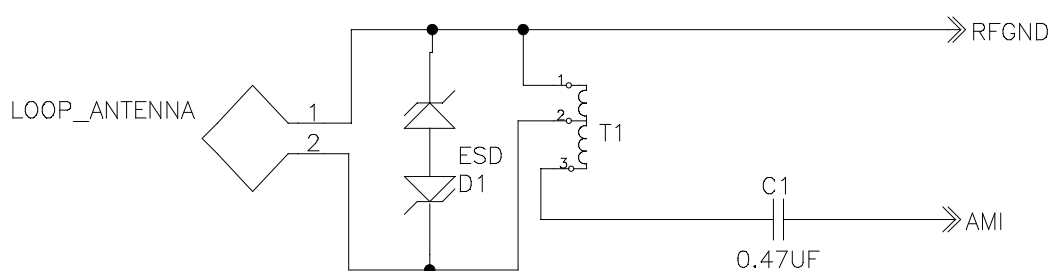 RFGND
LOOP_ANTENNA
1
2
1
2
3
T1
ESD
D1
C1
0.47UF
AMI